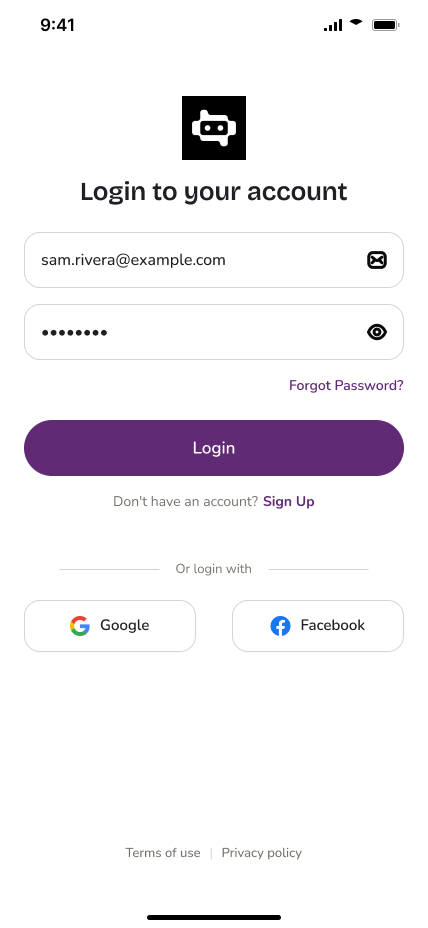 9:41
Login to your account
sam.rivera@example.com
••••••••
Forgot Password?
Login
Don't have an account? Sign Up
Or login with
Google
Facebook
Terms of use | Privacy policy